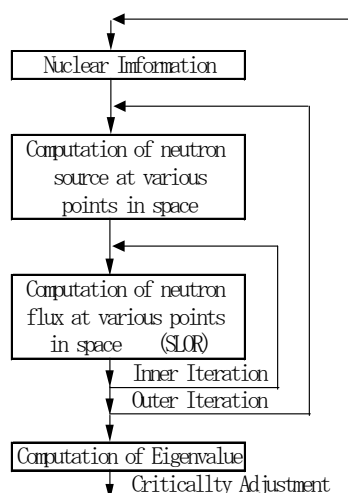 Nuclear Imformation
Computation of neutron
source at various
points in space
Computation of neutron
flux at various points
in space (SLOR)
Inner Iteration
Outer Iteration
Computation of Eigenvalue
Criticallty Adjustment